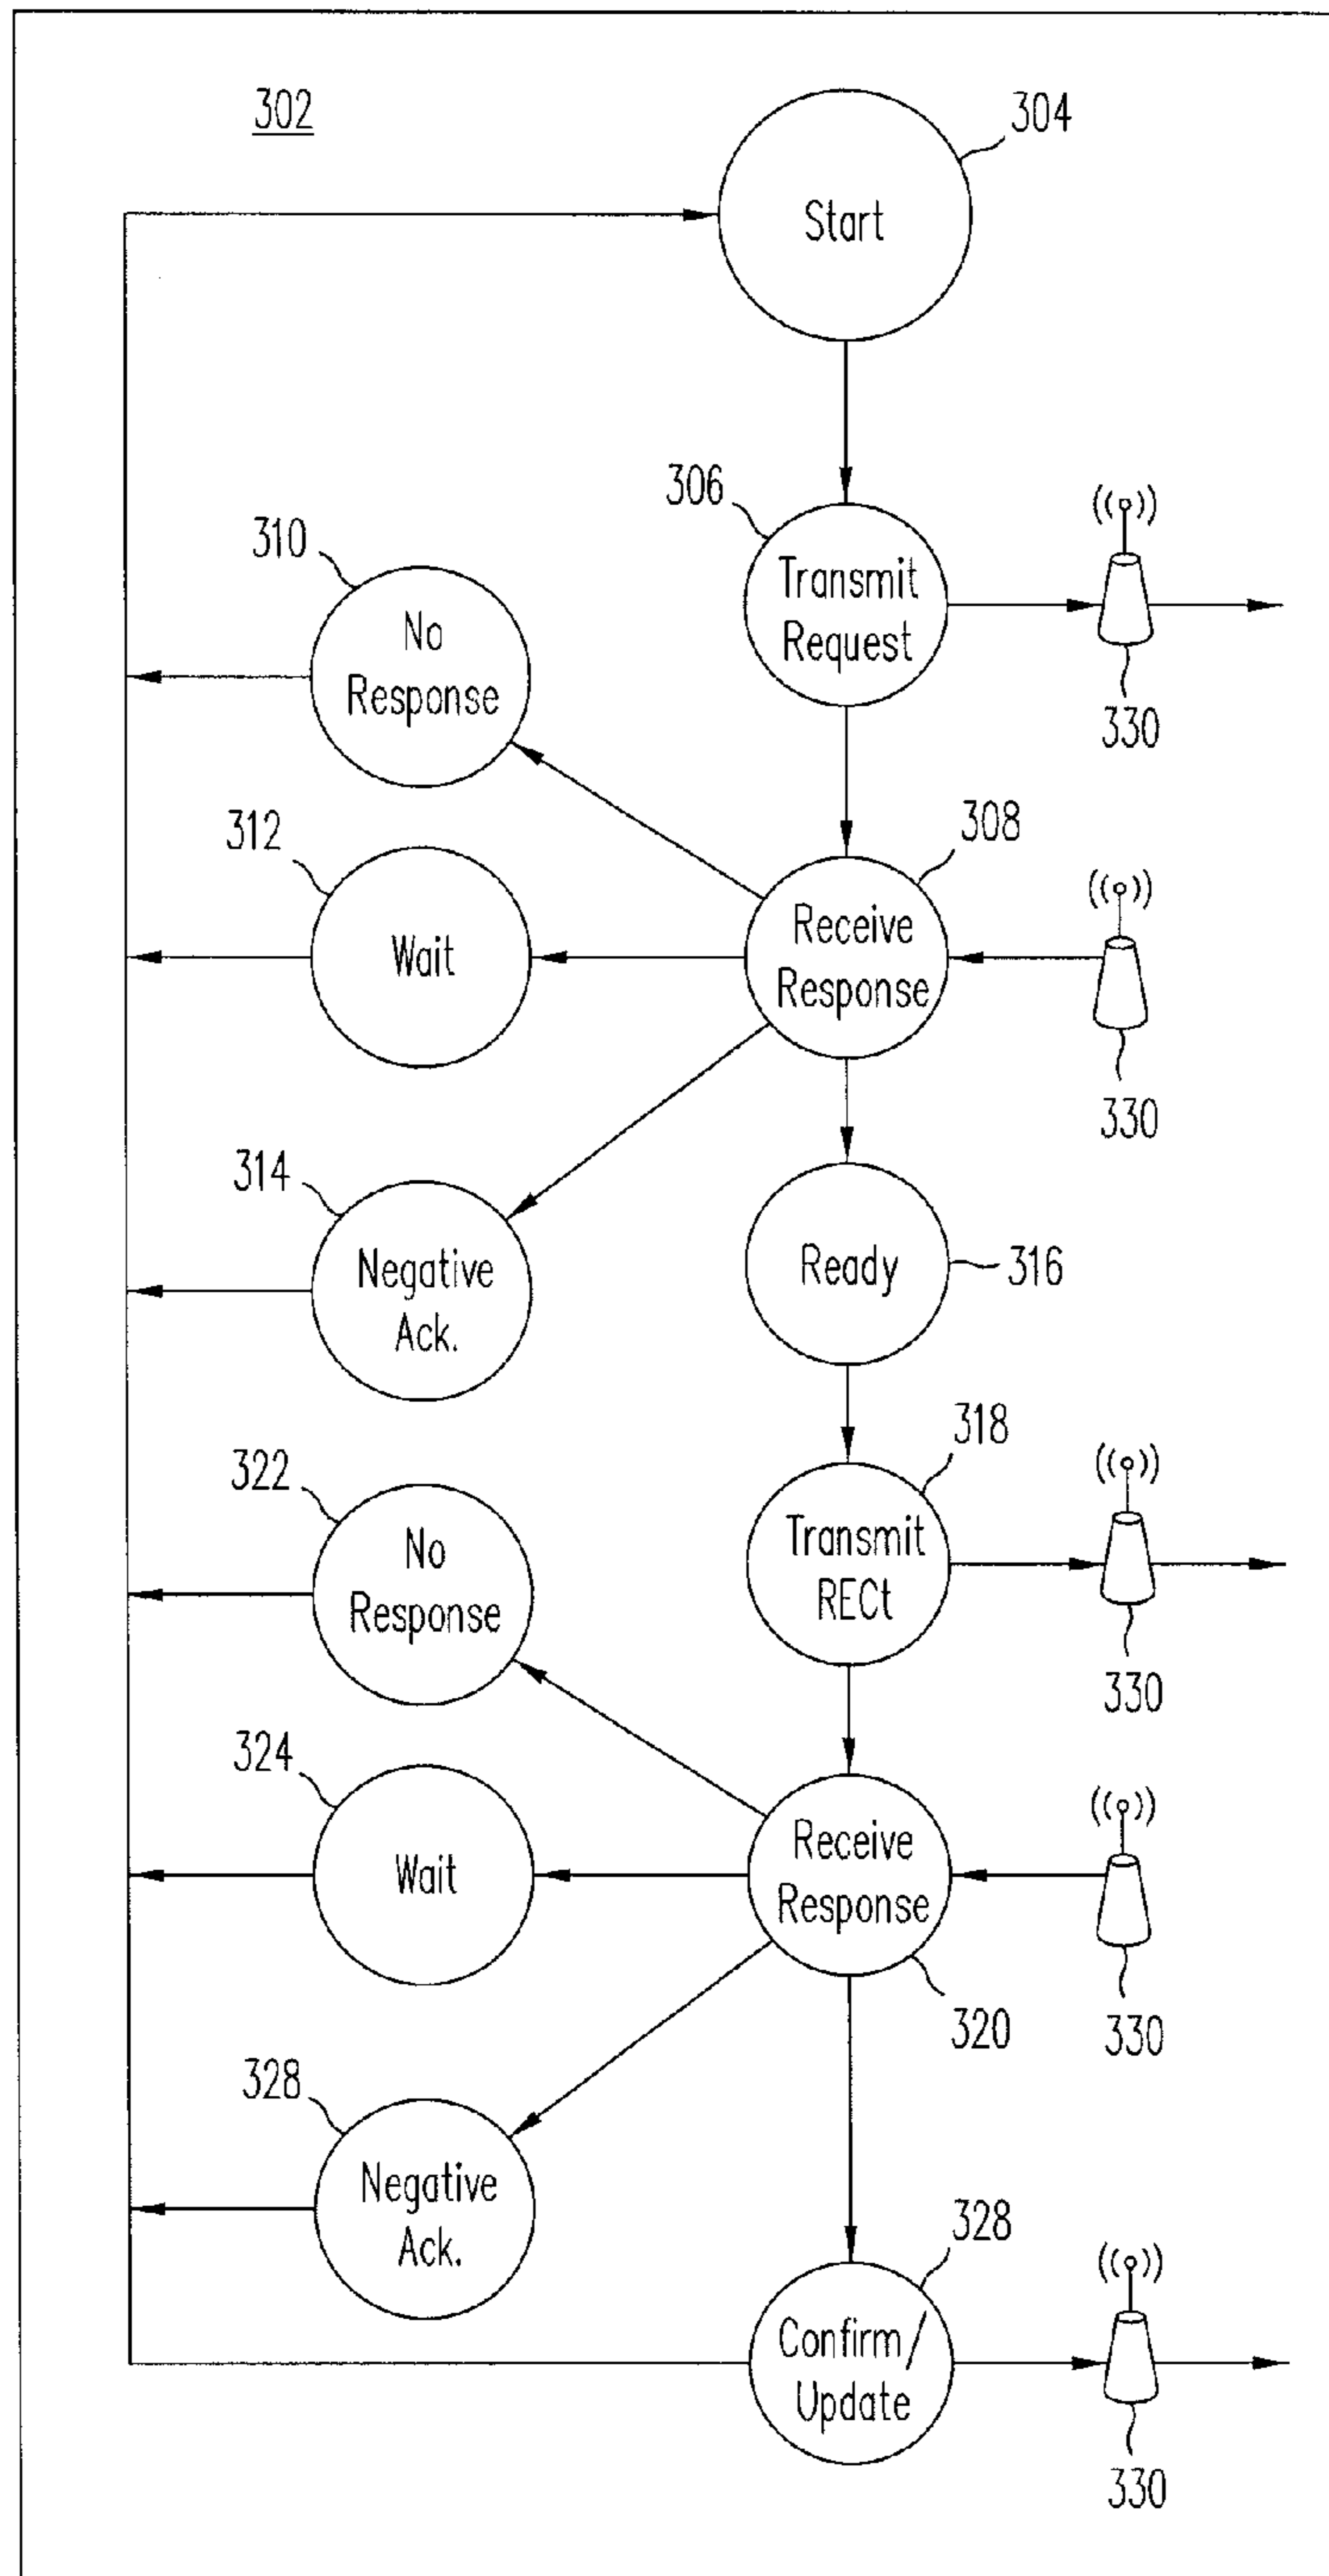 302
304
Start
306
Transmit
Request
330
310
No
Response
312
Wait
308
Receive
Response
330
314
Negative
Ack.
Ready
316
318
Transmit
RECt
330
322
No
Response
324
Wait
Receive
Response
320
330
328
Negative
Ack.
328
Confirm/
Update
330